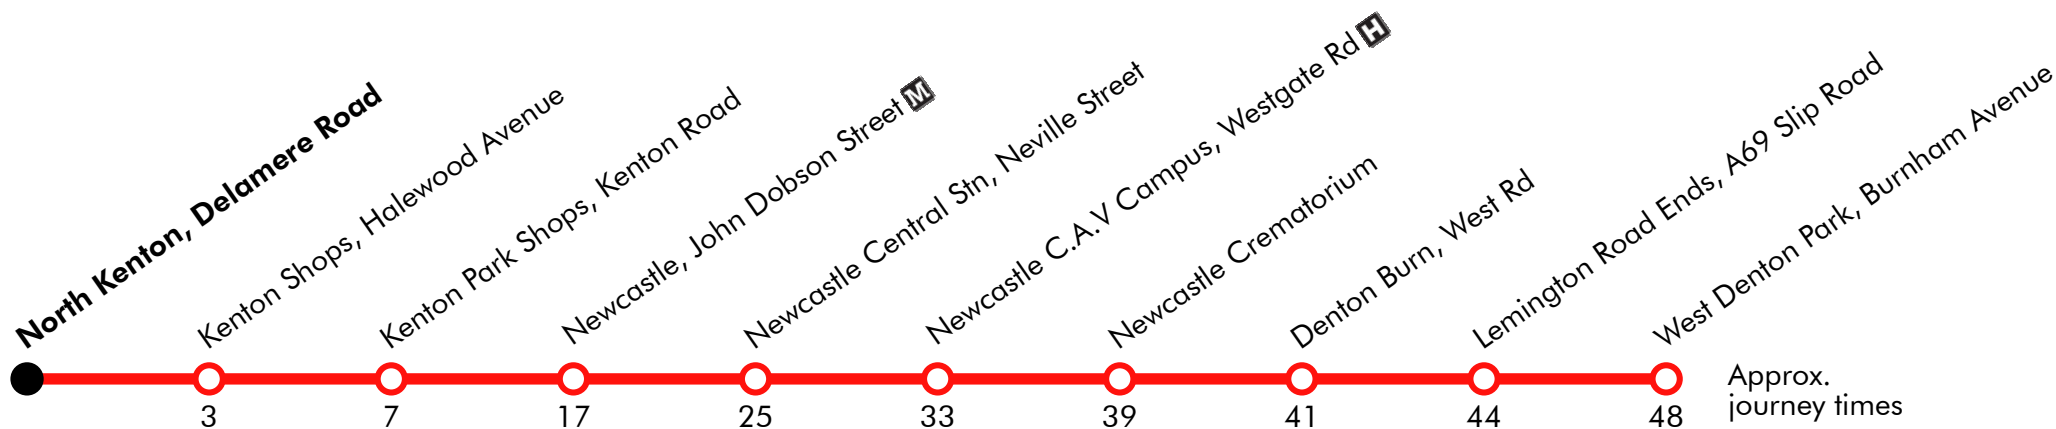 North Kenton, Delamere Road
Kenton Shops, Halewood Avenue
Kenton Park Shops, Kenton Road
Newcastle, John Dobson Street M
Newcastle Central Stn, Neville Street
Newcastle C.A.V Campus, Westgate Rd H
Newcastle Crematorium
Denton Burn, West Rd
Lemington Road Ends, A69 Slip Road
West Denton Park, Burnham Avenue
3 7 17 25 33 39 41 44 48
Approx.
journey times